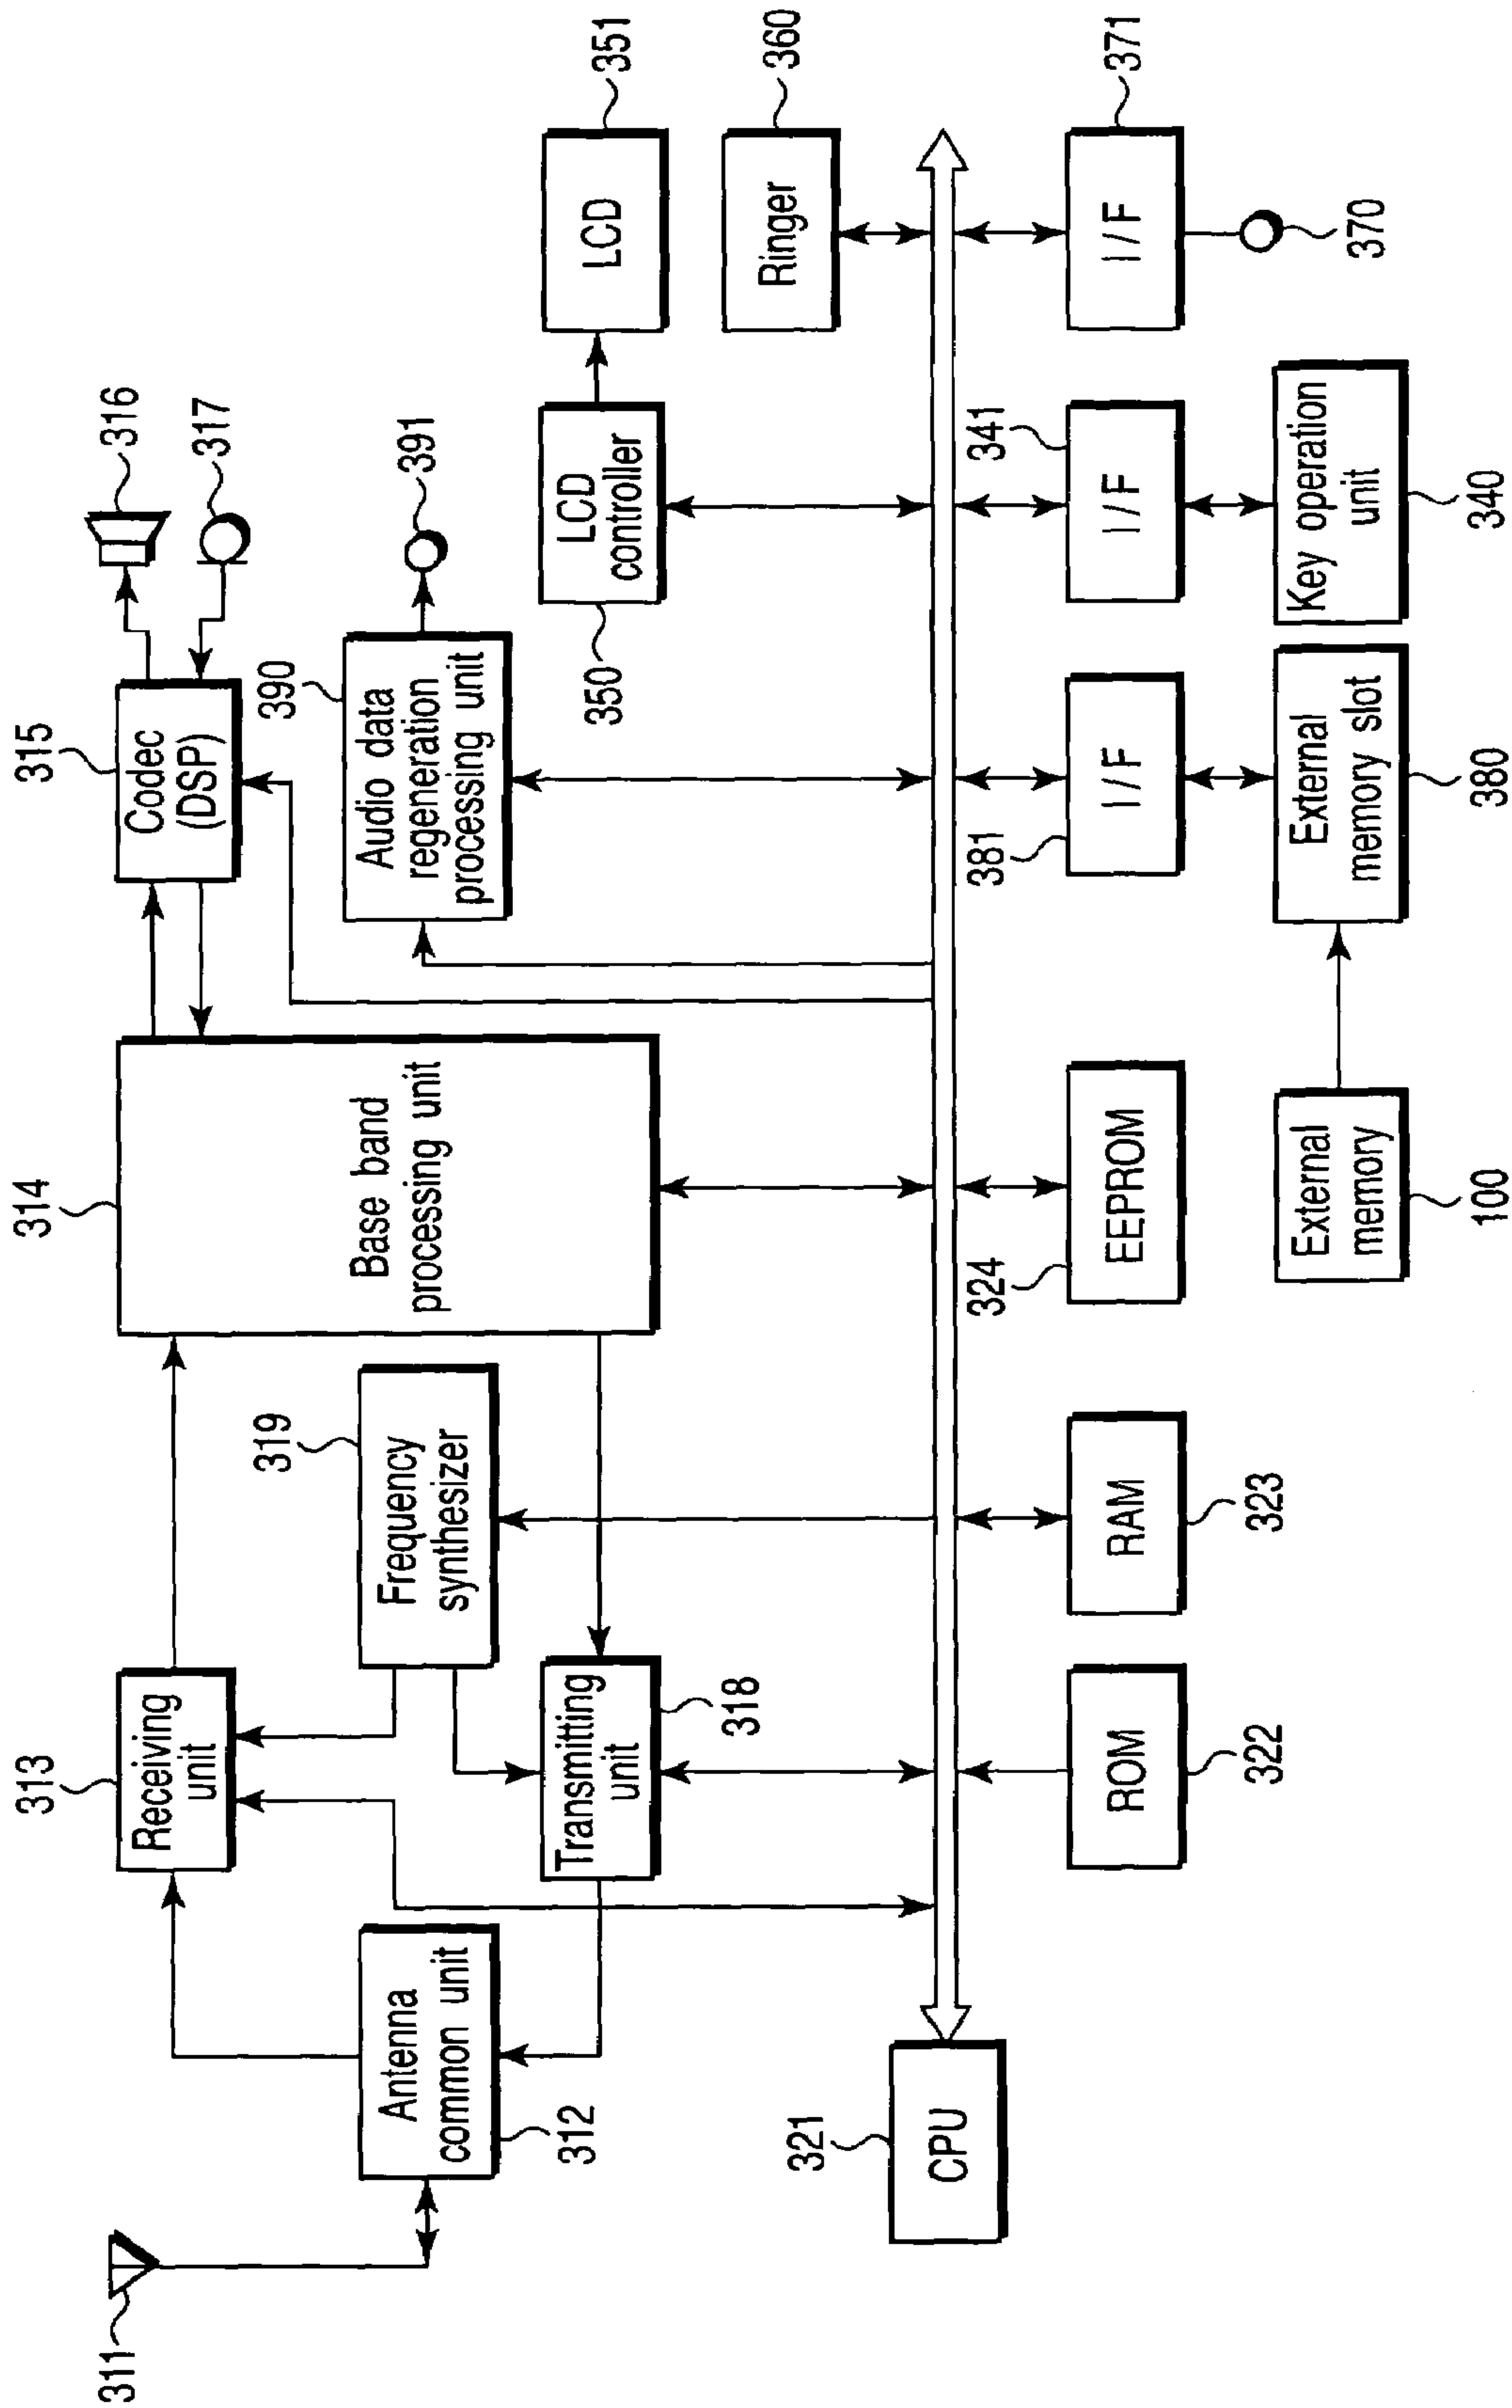 311
312
Antenna
common unit
313
Receiving
unit
319
Frequency
synthesizer
Transmitting
unit
318
314
Base band
processing unit
315
Codec
(DSP)
316
317
390
Audio data
regeneration
processing unit
391
350
LCD
controller
LCD
351
Ringer
360
321
CPU
ROM
322
RAM
323
324
EEPROM
381
I/F
341
I/F
I/F
371
370
External
memory
100
External
memory slot
380
Key operation
unit
340